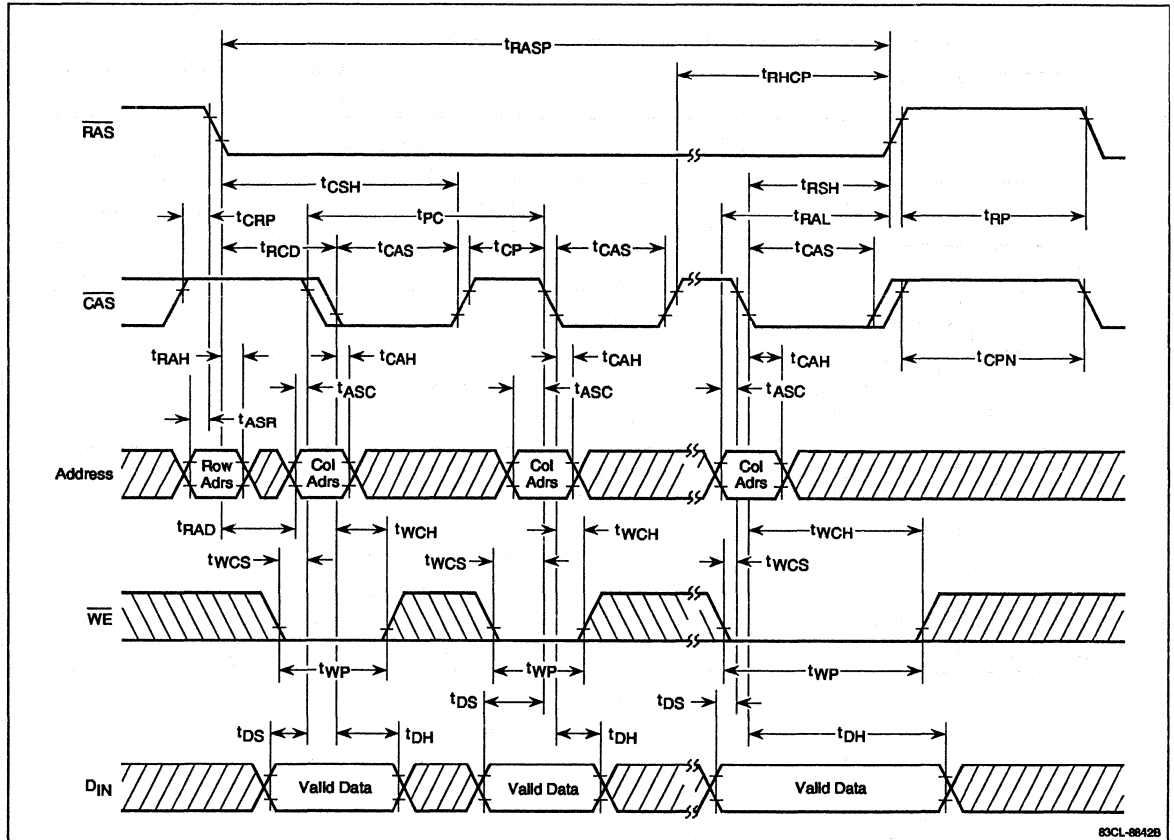 tRASP
tRHCP
RAS
tCSH
tRSH
tCRP
tPC
tRAL
tRP
tRCD
tCAS
tCP
tCAS
tCAS
CAS
tRAH
tCAH
tCAH
tCAH
tCPN
tASC
tASC
tASC
tASR
Address
Row Adrs
Col Adrs
Col Adrs
Col Adrs
tRAD
tWCH
tWCH
tWCH
tWCS
tWCS
tWCS
WE
tWP
tWP
tWP
tDS
tDS
tDS
tDH
tDH
tDH
DIN
Valid Data
Valid Data
Valid Data
83CL-8842B